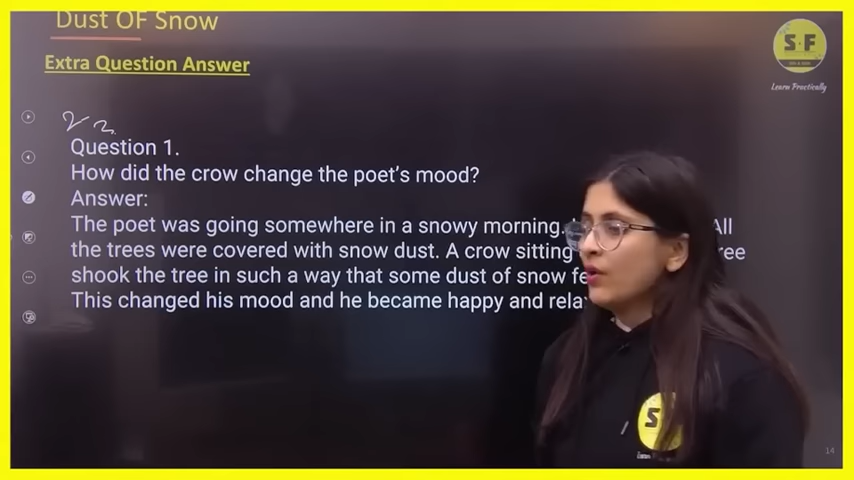 Dust OF Snow
Extra Question Answer
S·F
Learn Practically
Question 1.
How did the crow change the poet's mood?
Answer:
The poet was going somewhere in a snowy morning. All
the trees were covered with snow dust. A crow sitting ree
shook the tree in such a way that some dust of snow fe
This changed his mood and he became happy and rela
S
14